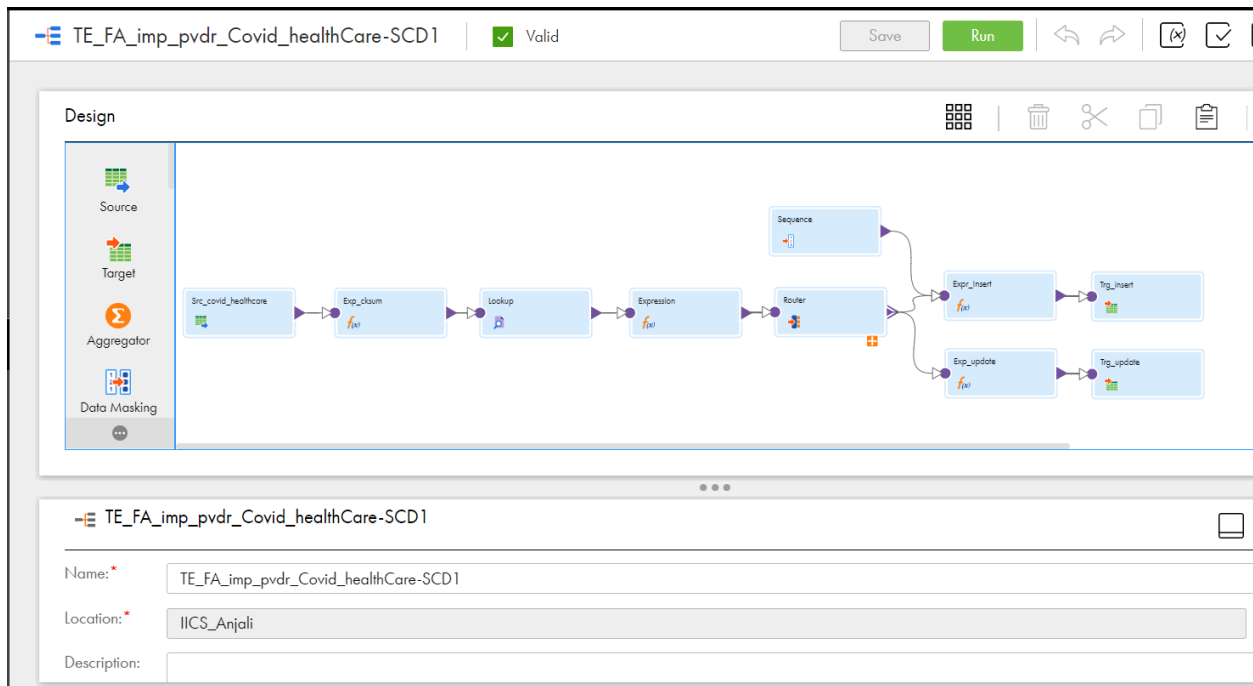 TE_FA_imp_pvdr_Covid_healthCare-SCD1
Valid
Save
Run
(x)
Design
Source
Target
Σ
Aggregator
Data Masking
Sequence
Src_covid_healthcare
Exp_cksum
f(x)
Lookup
Expression
f(x)
Router
Expr_Insert
f(x)
Trg_insert
Exp_update
f(x)
Trg_update
TE_FA_imp_pvdr_Covid_healthCare-SCD1
Name:*
TE_FA_imp_pvdr_Covid_healthCare-SCD1
Location:*
IICS_Anjali
Description: